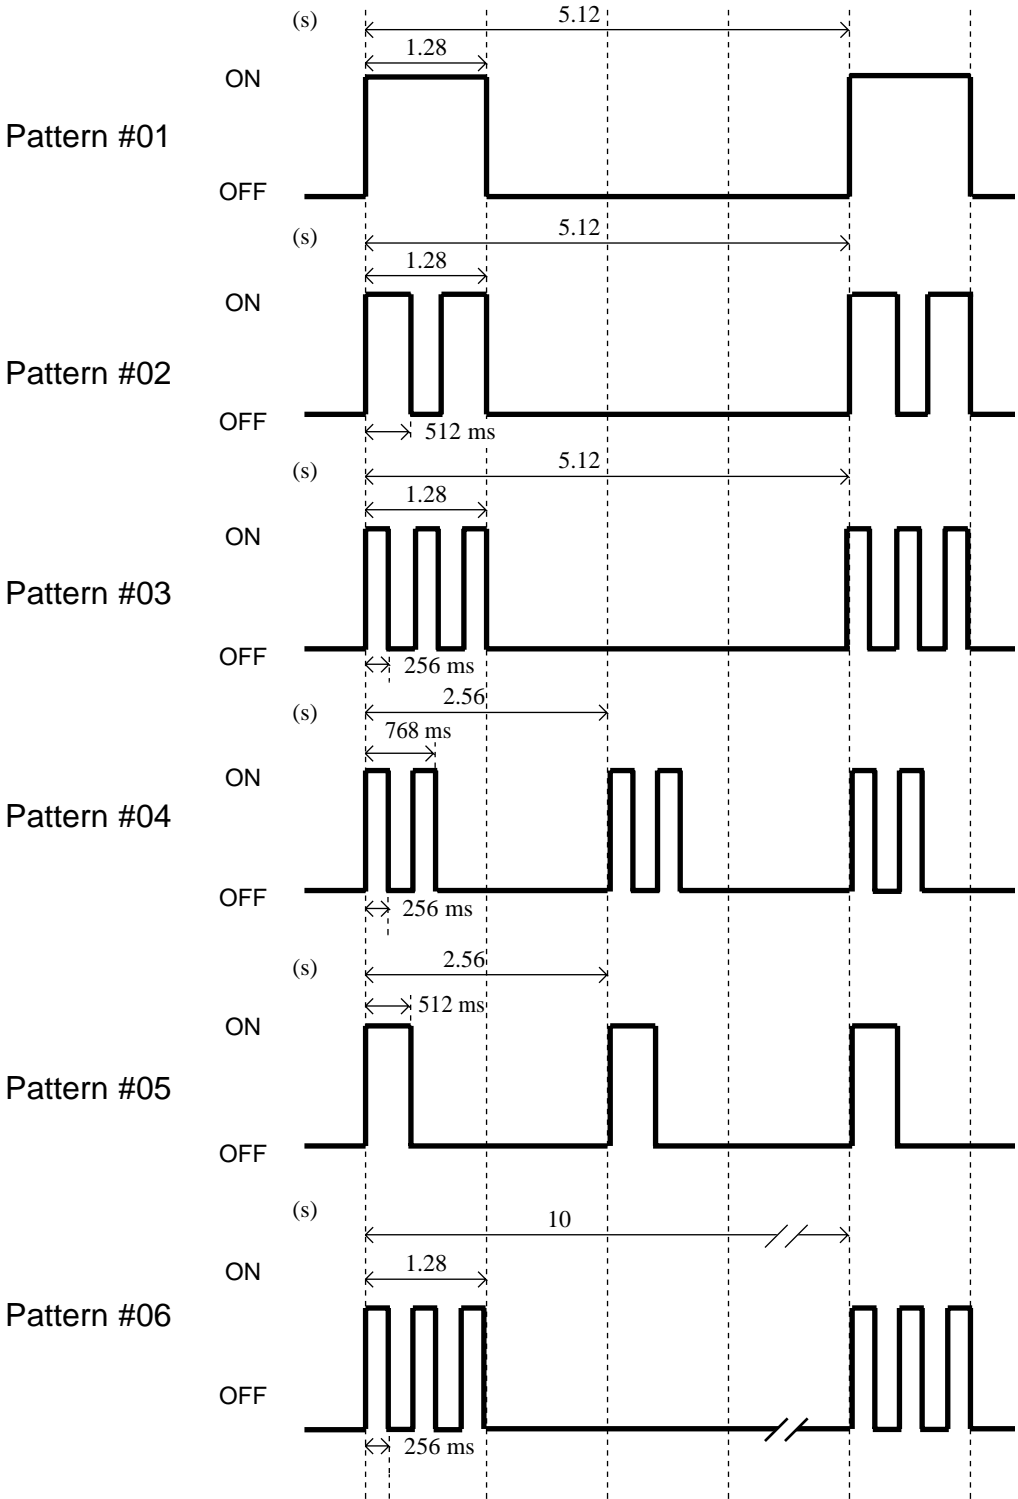 (s)
5.12
1.28
ON
Pattern #01
OFF
(s)
5.12
1.28
ON
Pattern #02
OFF
512 ms
(s)
5.12
1.28
ON
Pattern #03
OFF
256 ms
(s)
2.56
768 ms
ON
Pattern #04
OFF
256 ms
(s)
2.56
512 ms
ON
Pattern #05
OFF
(s)
10
1.28
ON
Pattern #06
OFF
256 ms